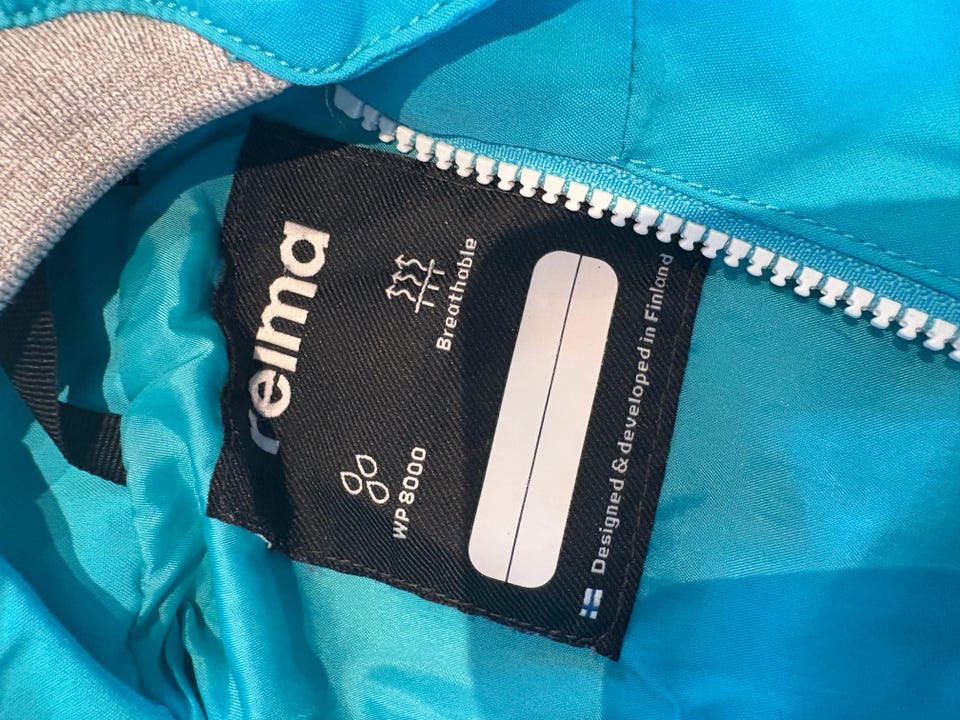 reima
WP 8000
Breathable
Designed & developed in Finland